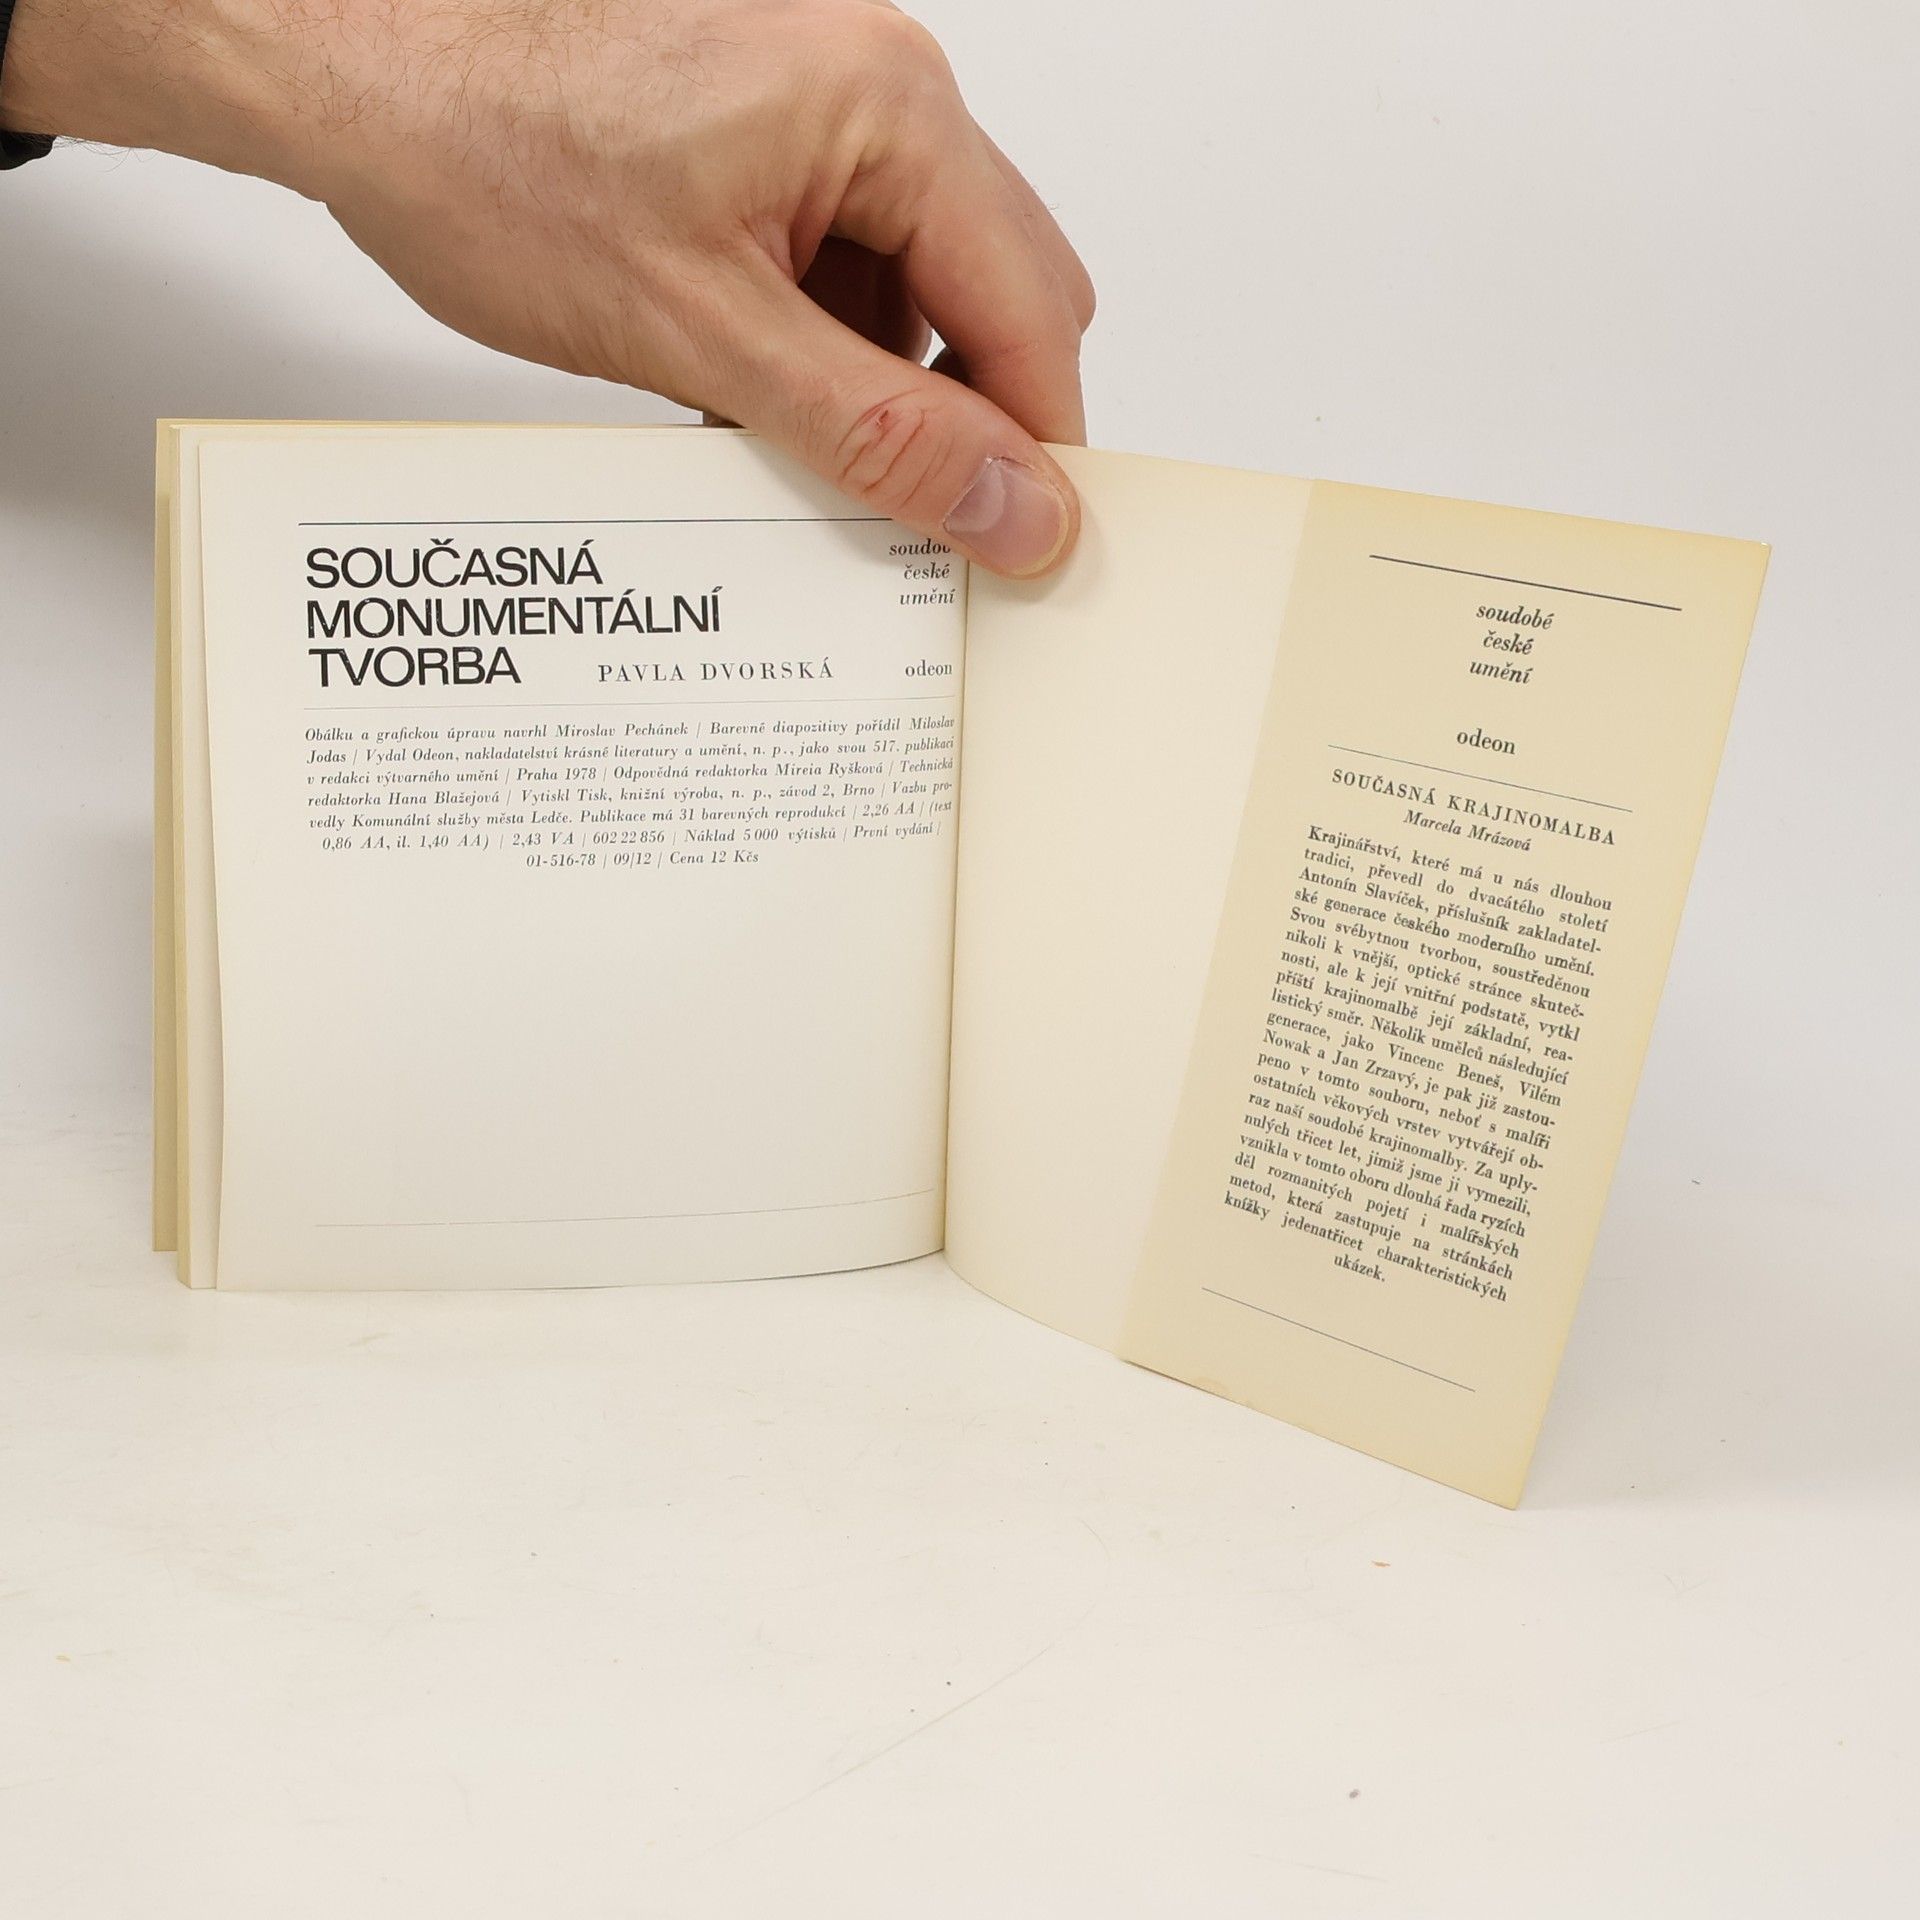 SOUČASNÁ
MONUMENTÁLNÍ
TVORBA PAVLA DVORSKÁ
české
umění
odeon
Obálku a grafickou úpravu navrhl Miroslav Pechánek | Barevné diapozitivy pořídil Miloslav
Jodas | Vydal Odeon, nakladatelství krásné literatury a umění, n. p., jako svou 517. publikaci
v redakci výtvarného umění | Praha 1978 | Odpovědná redaktorka Mireia Ryšková | Technická
redaktorka Hana Blažejová | Vytiskl Tisk, knižní výroba, n. p., závod 2, Brno | Vazbu pro-
vedly Komunální služby města Ledče. Publikace má 31 barevných reprodukcí | 2,26 AA | (text
0,86 AA, il. 1,40 AA) | 2,43 VA | 602 22 856 | Náklad 5 000 výtisků | První vydání |
01-516-78 | 09/12 | Cena 12 Kčs
soudobé
české
umění
odeon
SOUČASNÁ KRAJINOMALBA
Marcela Mrázová
Krajinářství, které má u nás dlouhou
tradici, převedl do dvacátého století
Antonín Slavíček, příslušník zakladatel-
ské generace českého moderního umění.
Svou svébytnou tvorbou, soustředěnou
nikoli k vnější, optické stránce skuteč-
nosti, ale k její vnitřní podstatě, vytkl
příští krajinomalbě její základní, rea-
listický směr. Několik umělců následující
generace, jako Vincenc Beneš, Vilém
Nowak a Jan Zrzavý, je pak již zastou-
peno v tomto souboru, neboť s malíři
ostatních věkových vrstev vytvářejí ob-
raz naší soudobé krajinomalby. Za uply-
nulých třicet let, jimiž jsme ji vymezili,
vznikla v tomto oboru dlouhá řada ryzích
děl rozmanitých pojetí i malířských
metod, která zastupuje na stránkách
knížky jedenatřicet charakteristických
ukázek.